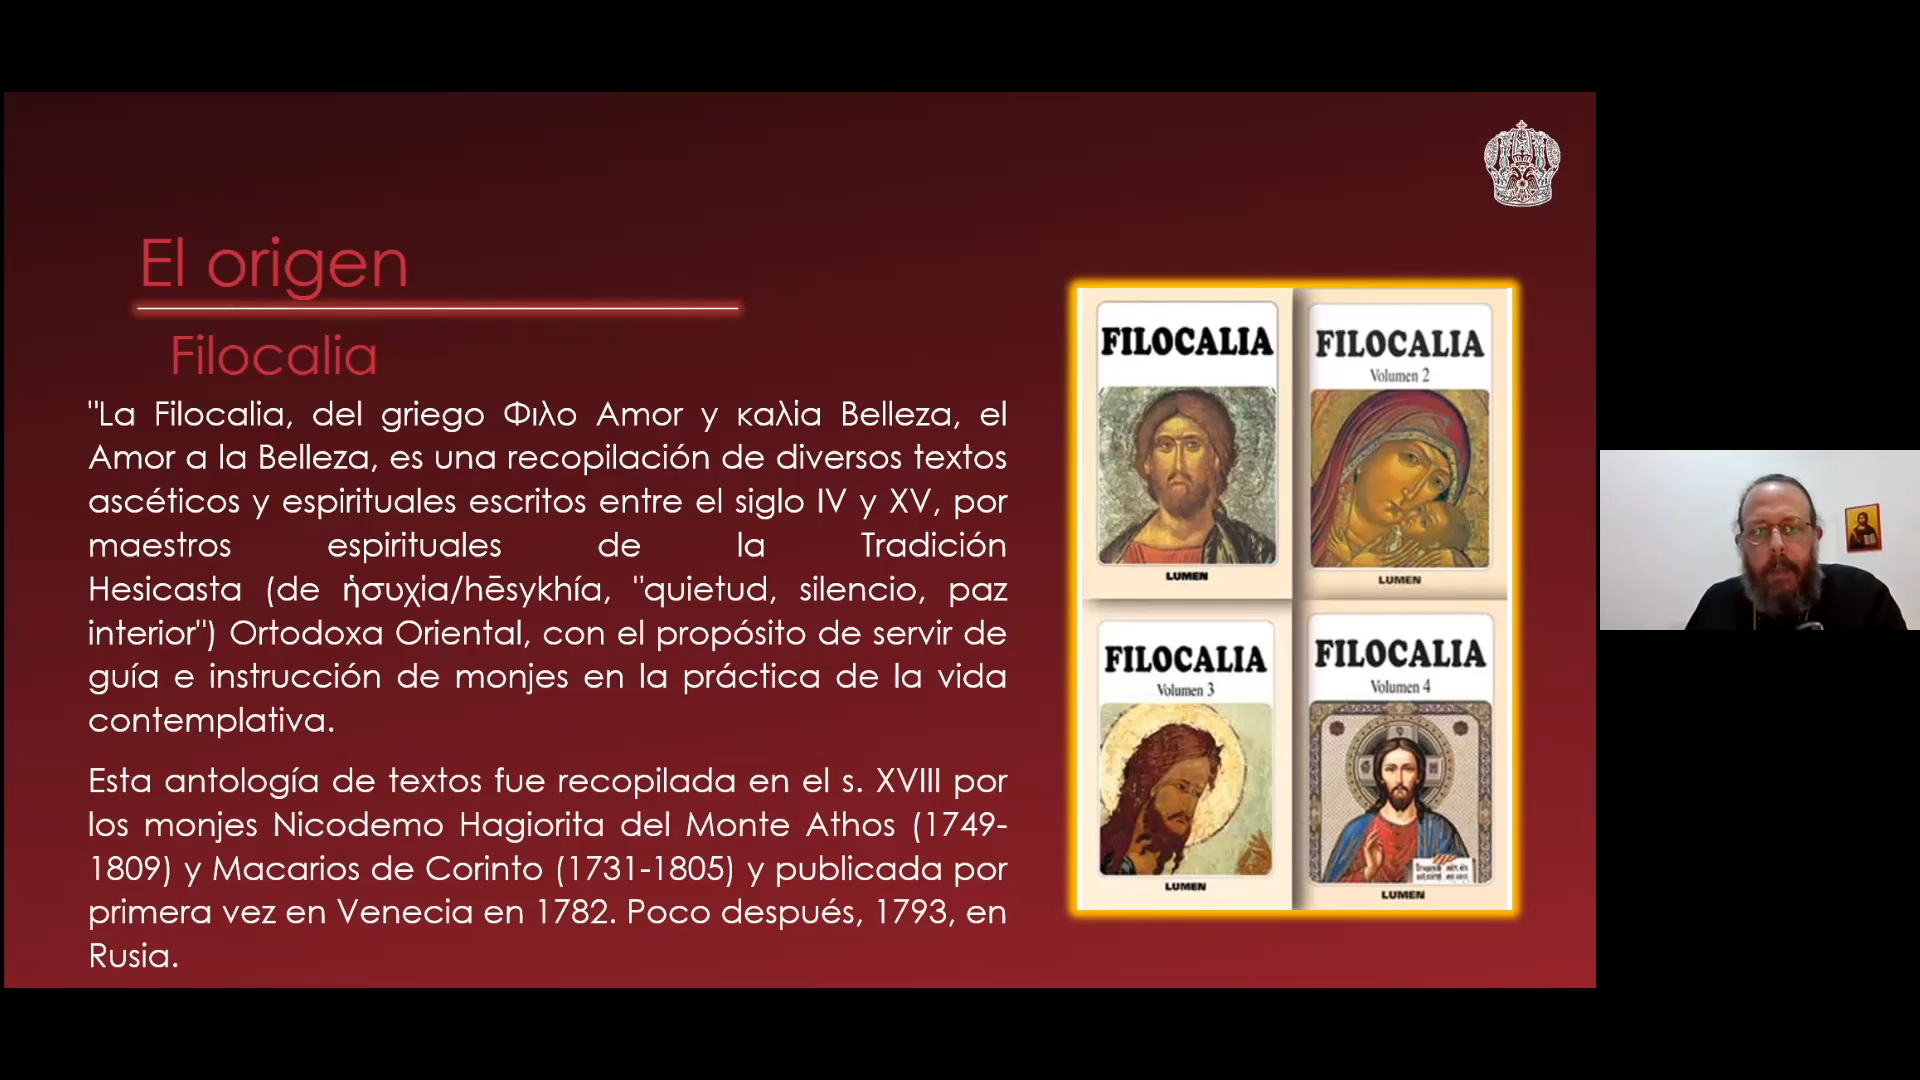 El origen
Filocalia
"La Filocalia, del griego Φιλο Amor y καλία Belleza, el
Amor a la Belleza, es una recopilación de diversos textos
ascéticos y espirituales escritos entre el siglo IV y XV, por
maestros espirituales de la Tradición
Hesicasta (de ἡσυχία/hēsykhía, "quietud, silencio, paz
interior") Ortodoxa Oriental, con el propósito de servir de
guía e instrucción de monjes en la práctica de la vida
contemplativa.
Esta antología de textos fue recopilada en el s. XVIII por
los monjes Nicodemo Hagiorita del Monte Athos (1749-
1809) y Macarios de Corinto (1731-1805) y publicada por
primera vez en Venecia en 1782. Poco después, 1793, en
Rusia.
FILOCALIA
LUMEN
FILOCALIA
Volumen 2
LUMEN
FILOCALIA
Volumen 3
LUMEN
FILOCALIA
Volumen 4
LUMEN